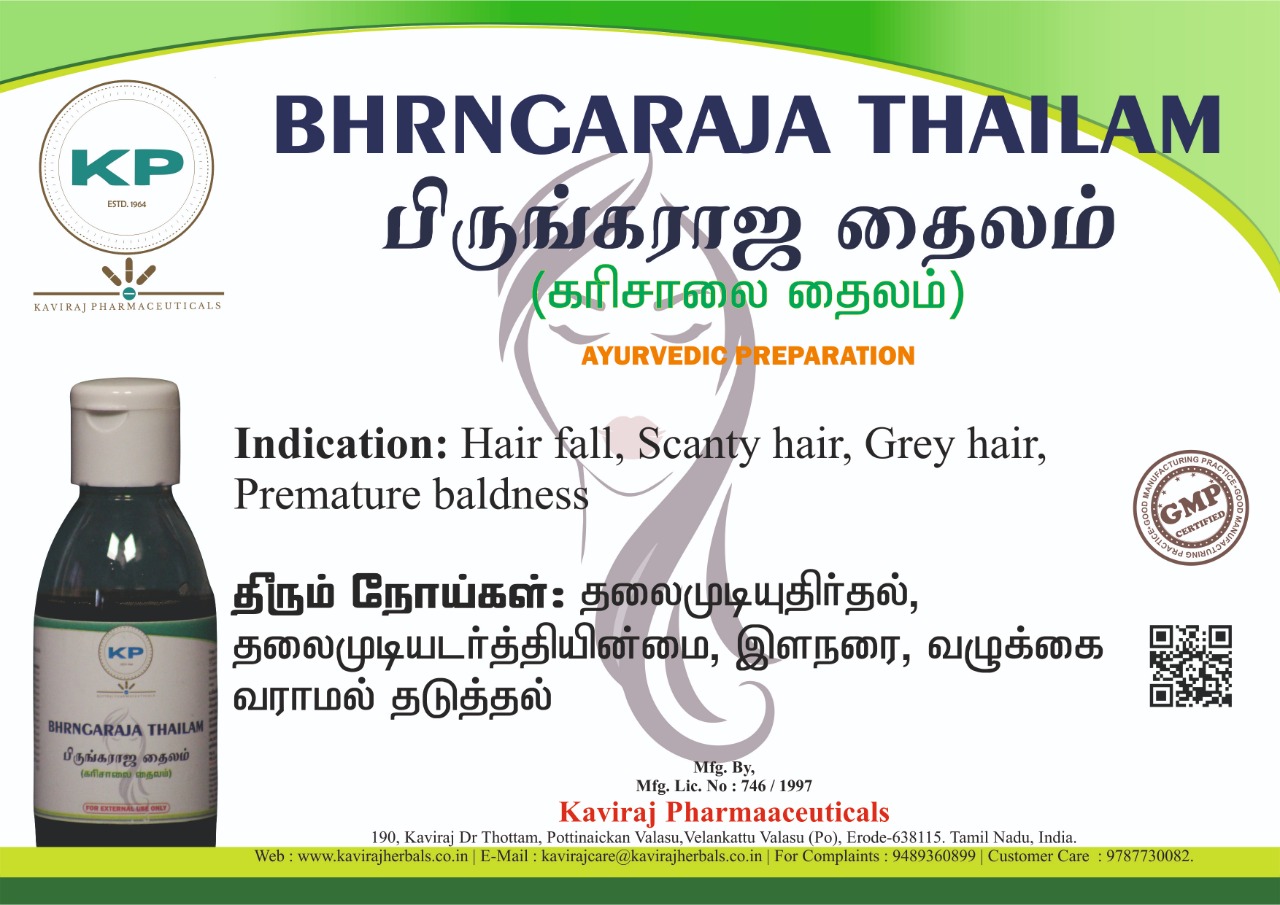 BHRNGARAJA THAILAM
பிருங்கராஜ தைலம்
(கரிசாலை தைலம்)
AYURVEDIC PREPARATION
KP
ESTD. 1964
KAVIRAJ PHARMACEUTICALS
Indication: Hair fall, Scanty hair, Grey hair,
Premature baldness
GOOD MANUFACTURING PRACTICE-GOOD MANUFACTURING PRACTICE-
GMP
CERTIFIED
தீரும் நோய்கள்: தலைமுடியுதிர்தல்,
தலைமுடியடர்த்தியின்மை, இளநரை, வழுக்கை
வராமல் தடுத்தல்
KP
BHRNGARAJA THAILAM
பிருங்கராஜ தைலம்
(கரிசாலை தைலம்)
FOR EXTERNAL USE ONLY
Mfg. By,
Mfg. Lic. No : 746 / 1997
Kaviraj Pharmaaceuticals
190, Kaviraj Dr Thottam, Pottinaickan Valasu,Velankattu Valasu (Po), Erode-638115. Tamil Nadu, India.
Web : www.kavirajherbals.co.in | E-Mail : kavirajcare@kavirajherbals.co.in | For Complaints : 9489360899 | Customer Care : 9787730082.